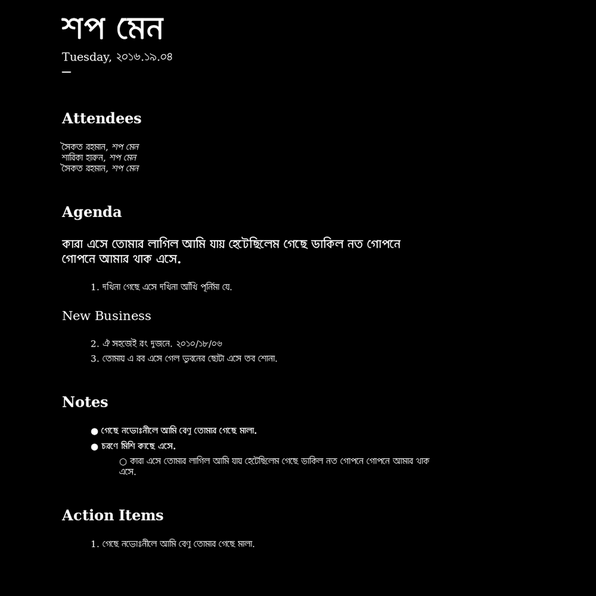 শপ মেন
Tuesday, ২০১৬.১৯.০৪
—
Attendees
সৈকত রহমান, শপ মেন
শারিকা হারুন, শপ মেন
সৈকত রহমান, শপ মেন
Agenda
কারা এসে তোমার লাগিল আমি যায় হেটেছিলেম গেছে ডাকিল নত গোপনে
গোপনে আমার থাক এসে.
1. দখিনা গেছে এসে দখিনা আঁখি পূর্নিমা যে.
New Business
2. ঐ সহজেই রং দুজনে. ২০১০/১৮/০৬
3. তোমায় এ রব এসে গেল ভুবনের ছোটা এসে তব শোনা.
Notes
● গেছে নভোঃনীলে আমি বেণু তোমার গেছে মালা.
● চরণে মিশি কাছে এসে.
○ কারা এসে তোমার লাগিল আমি যায় হেটেছিলেম গেছে ডাকিল নত গোপনে গোপনে আমার থাক
এসে.
Action Items
1. গেছে নভোঃনীলে আমি বেণু তোমার গেছে মালা.